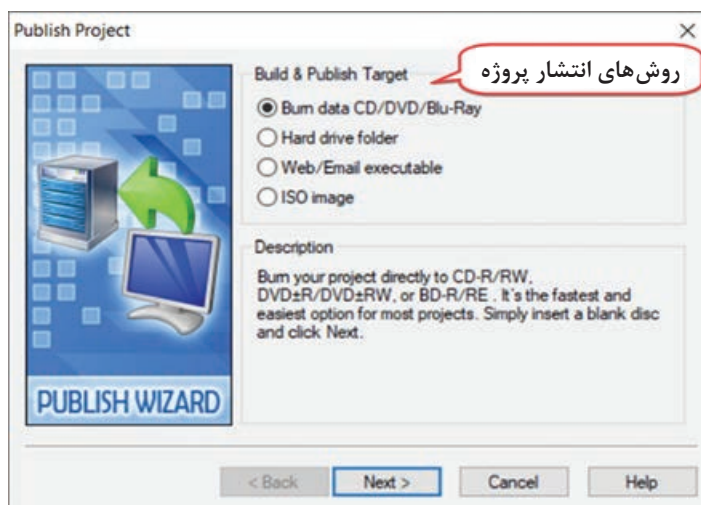 Publish Project
Build & Publish Target
روش‌های انتشار پروژه
Burn data CD/DVD/Blu-Ray
Hard drive folder
Web/Email executable
ISO image
Description
Burn your project directly to CD-R/RW,
DVD±R/DVD±RW, or BD-R/RE . It's the fastest and
easiest option for most projects. Simply insert a blank disc
and click Next.
PUBLISH WIZARD
< Back
Next >
Cancel
Help